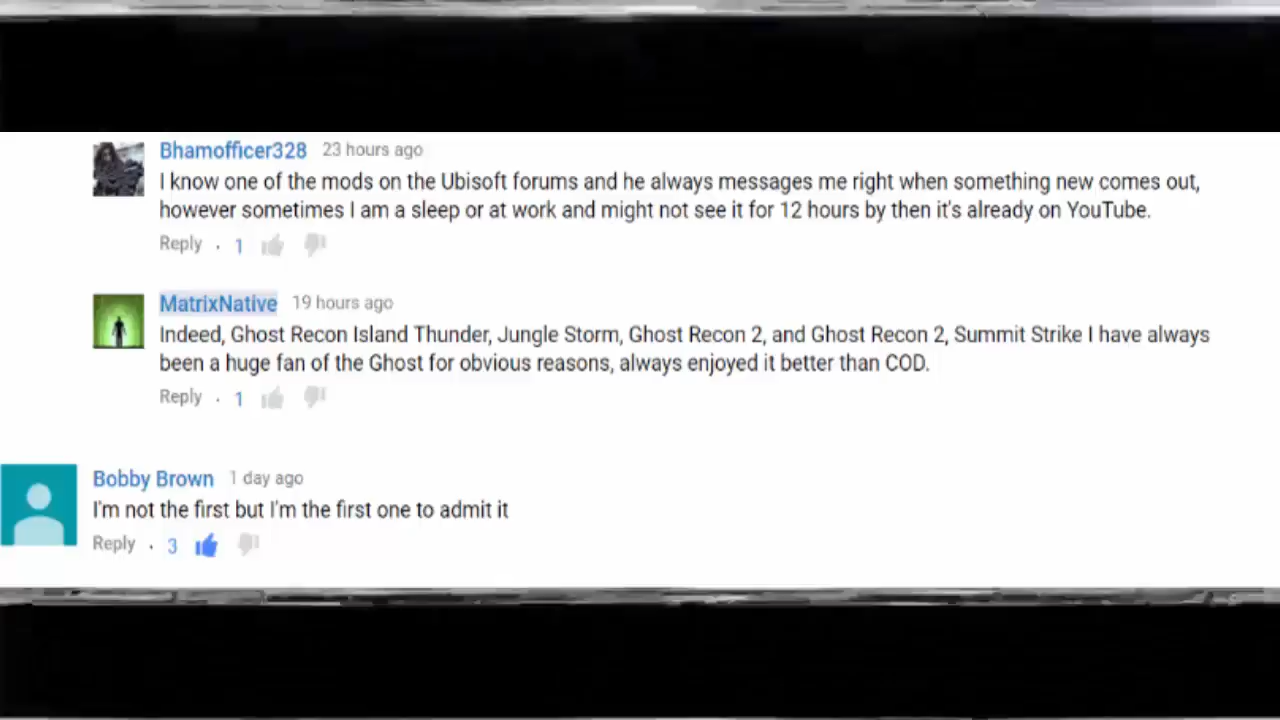 Bhamofficer328 23 hours ago
I know one of the mods on the Ubisoft forums and he always messages me right when something new comes out,
however sometimes I am a sleep or at work and might not see it for 12 hours by then it's already on YouTube.
Reply · 1
MatrixNative 19 hours ago
Indeed, Ghost Recon Island Thunder, Jungle Storm, Ghost Recon 2, and Ghost Recon 2, Summit Strike I have always
been a huge fan of the Ghost for obvious reasons, always enjoyed it better than COD.
Reply · 1
Bobby Brown 1 day ago
I'm not the first but I'm the first one to admit it
Reply · 3